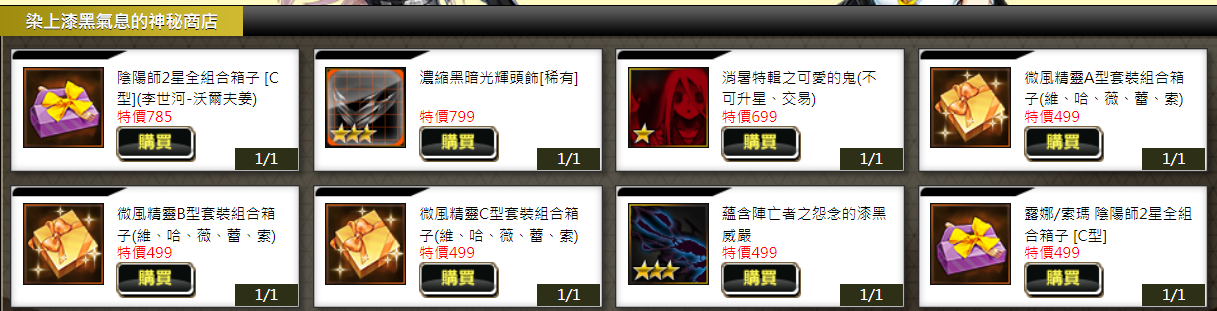 染上漆黑氣息的神秘商店
陰陽師2星全組合箱子 [C
型](李世河-沃爾夫姜)
特價785
購買
1/1
濃縮黑暗光輝頭飾[稀有]
特價799
購買
1/1
消暑特輯之可愛的鬼(不
可升星、交易)
特價699
購買
1/1
微風精靈A型套裝組合箱
子(維、哈、薇、蕾、索)
特價499
購買
1/1
微風精靈B型套裝組合箱
子(維、哈、薇、蕾、索)
特價499
購買
1/1
微風精靈C型套裝組合箱
子(維、哈、薇、蕾、索)
特價499
購買
1/1
蘊含陣亡者之怨念的漆黑
威嚴
特價499
購買
1/1
露娜/索瑪 陰陽師2星全組
合箱子 [C型]
特價499
購買
1/1